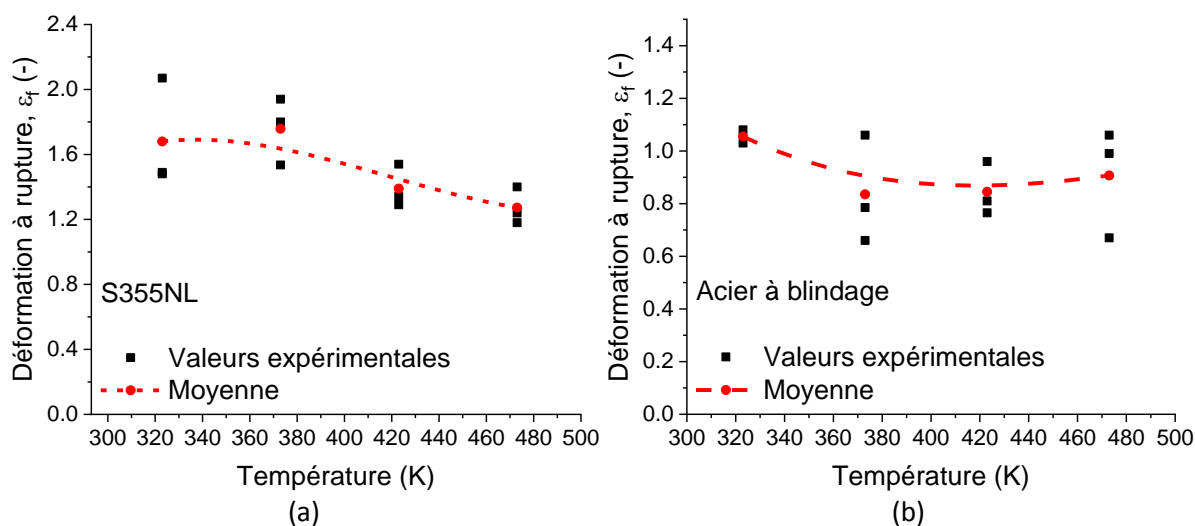 2.4
2.0
1.6
1.2
0.8
0.4
0.0
Déformation à rupture, εf (-)
S355NL
Valeurs expérimentales
Moyenne
300 320 340 360 380 400 420 440 460 480 500
Température (K)
(a)
1.4
1.2
1.0
0.8
0.6
0.4
0.2
0.0
Déformation à rupture, εf (-)
Acier à blindage
Valeurs expérimentales
Moyenne
300 320 340 360 380 400 420 440 460 480 500
Température (K)
(b)